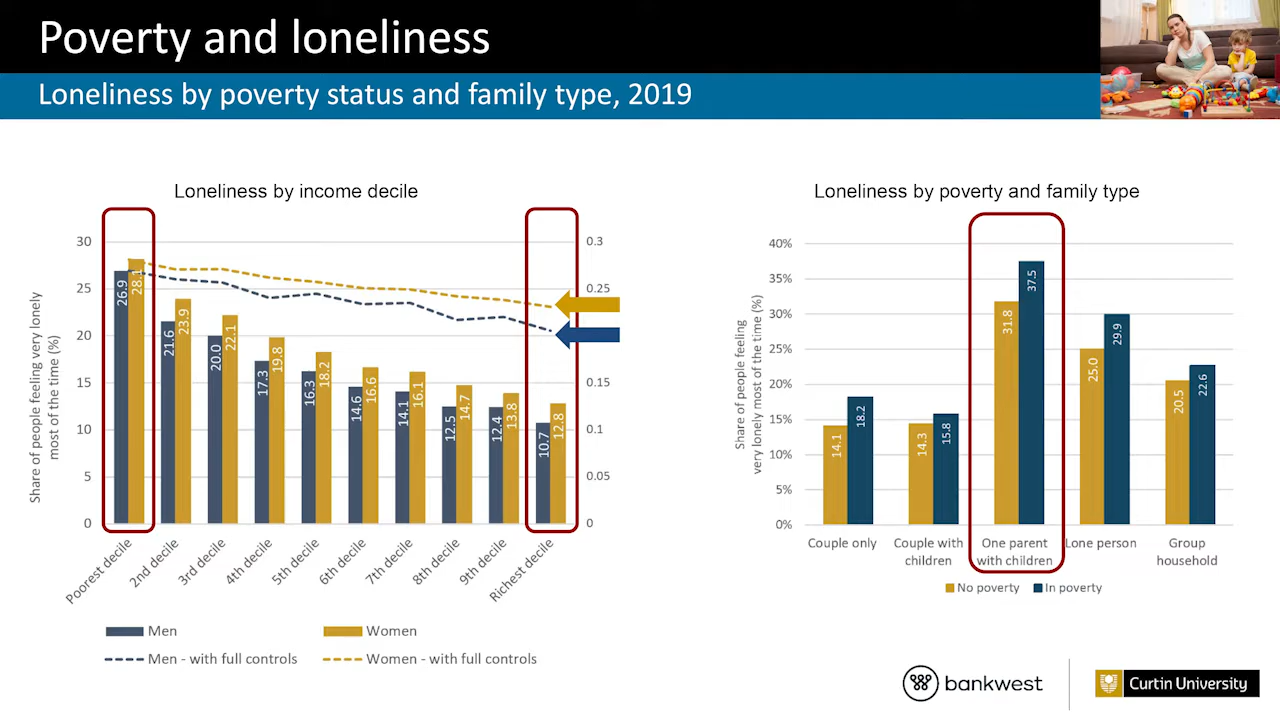 Poverty and loneliness
Loneliness by poverty status and family type, 2019
Loneliness by income decile
Share of people feeling very lonely
most of the time (%)
30
25
20
15
10
5
0
0.3
0.25
0.15
0.1
0.05
0
26.9
28.1
21.6
23.9
20.0
22.1
17.3
19.8
16.3
18.2
14.6
16.6
14.1
16.1
12.5
14.7
12.4
13.8
10.7
12.8
Poorest decile
2nd decile
3rd decile
4th decile
5th decile
6th decile
7th decile
8th decile
9th decile
Richest decile
Men
Women
Men - with full controls
Women - with full controls
Loneliness by poverty and family type
Share of people feeling
very lonely most of the time (%)
40%
35%
30%
25%
20%
15%
10%
5%
0%
14.1
18.2
14.3
15.8
31.8
37.5
25.0
29.9
20.5
22.6
Couple only
Couple with
children
One parent
with children
Lone person
Group
household
No poverty
In poverty
bankwest
Curtin University